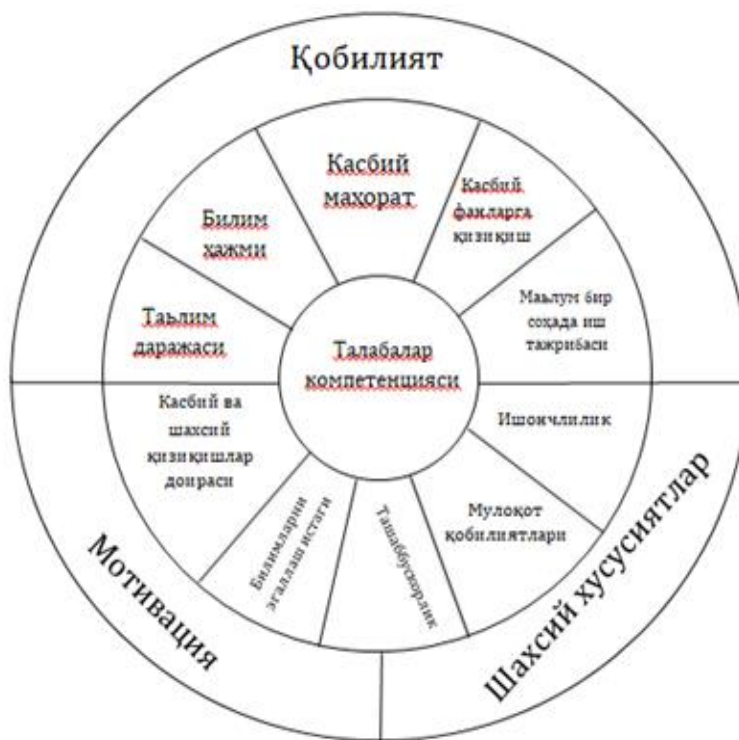 Қобилият
Касбий
маҳорат
Касбий
фанларга
қизиқиш
Билим
ҳажми
Маълум бир
соҳада иш
тажрибаси
Таълим
даражаси
Талабалар
компетенцияси
Касбий ва
шахсий
қизиқишлар
доираси
Ишончлилик
Мулоқот
қобилиятлари
Билимларни
эгаллаш истаги
Ташаббускорлик
Мотивация
Шахсий хусусиятлар